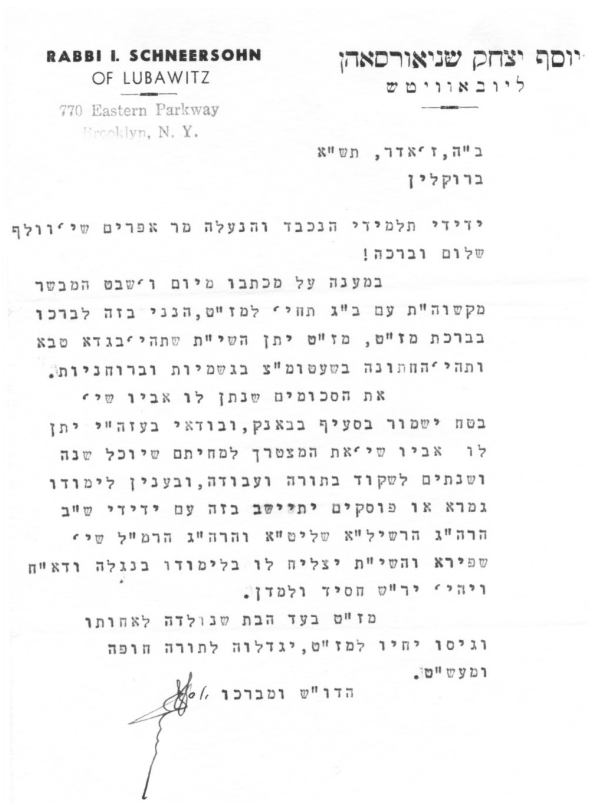 RABBI I. SCHNEERSOHN
OF LUBAWITZ
770 Eastern Parkway
Brooklyn, N. Y.
יוסף יצחק שניאורסאהן
ליובאוויטש
ב"ה,ז'אדר, תש"א
ברוקלין
ידידי תלמידי הנכבד והנעלה מר אפרים שי'וולף
שלום וברכה!
במענה על מכתבו מיום ו'שבט המבשר
מקשוה"ת עם ב"ג תחי' למז"ט,הנני בזה לברכו
בברכת מז"ט, מז"ט יתן השי"ת שתהי'בגדא טבא
ותהי'החתונה בשעטומ"צ בגשמיות וברוחניות.
את הסכומים שנתן לו אביו שי'
בטח ישמור בסעיף בבאנק,ובודאי בעזה"י יתן
לו אביו שי'את המצטרך למחיתם שיוכל שנה
ושנתים לשקוד בתורה ועבודה,ובענין לימודו
גמרא או פוסקים יתיישב בזה עם ידידי ש"ב
הרה"ג הרשיל"א שליט"א והרה"ג הרמ"ל שי'
שפירא והשי"ת יצליח לו בלימודו בנגלה ודא"ח
ויהי' יר"ש חסיד ולמדן.
מז"ט בעד הבת שנולדה לאחותו
וגיסו יחיו למז"ט,יגדלוה לתורה חופה
ומעש"ט.
הדו"ש ומברכו